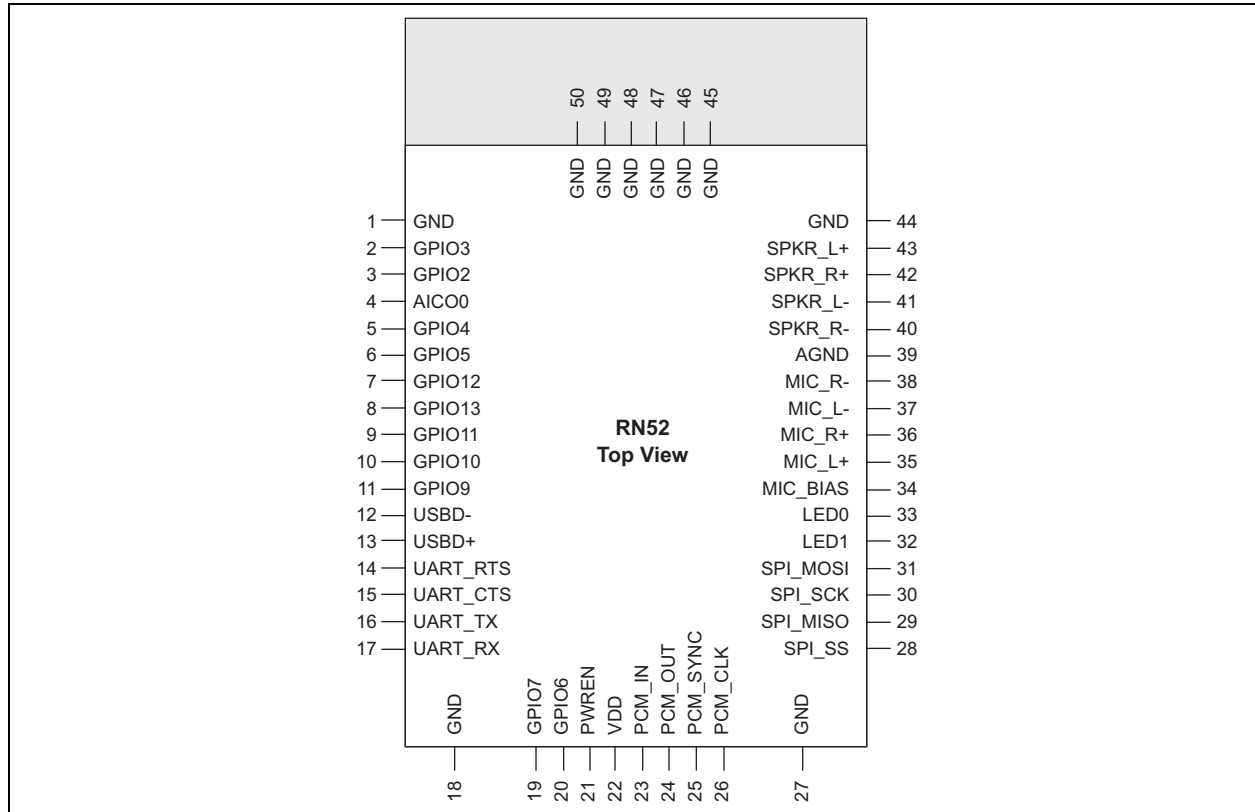 50 49 48 47 46 45
GND GND GND GND GND GND
1 GND
2 GPIO3
3 GPIO2
4 AICO0
5 GPIO4
6 GPIO5
7 GPIO12
8 GPIO13
9 GPIO11
10 GPIO10
11 GPIO9
12 USBD-
13 USBD+
14 UART_RTS
15 UART_CTS
16 UART_TX
17 UART_RX
RN52
Top View
GND 44
SPKR_L+ 43
SPKR_R+ 42
SPKR_L- 41
SPKR_R- 40
AGND 39
MIC_R- 38
MIC_L- 37
MIC_R+ 36
MIC_L+ 35
MIC_BIAS 34
LED0 33
LED1 32
SPI_MOSI 31
SPI_SCK 30
SPI_MISO 29
SPI_SS 28
GND GPIO7 GPIO6 PWREN VDD PCM_IN PCM_OUT PCM_SYNC PCM_CLK GND
18 19 20 21 22 23 24 25 26 27